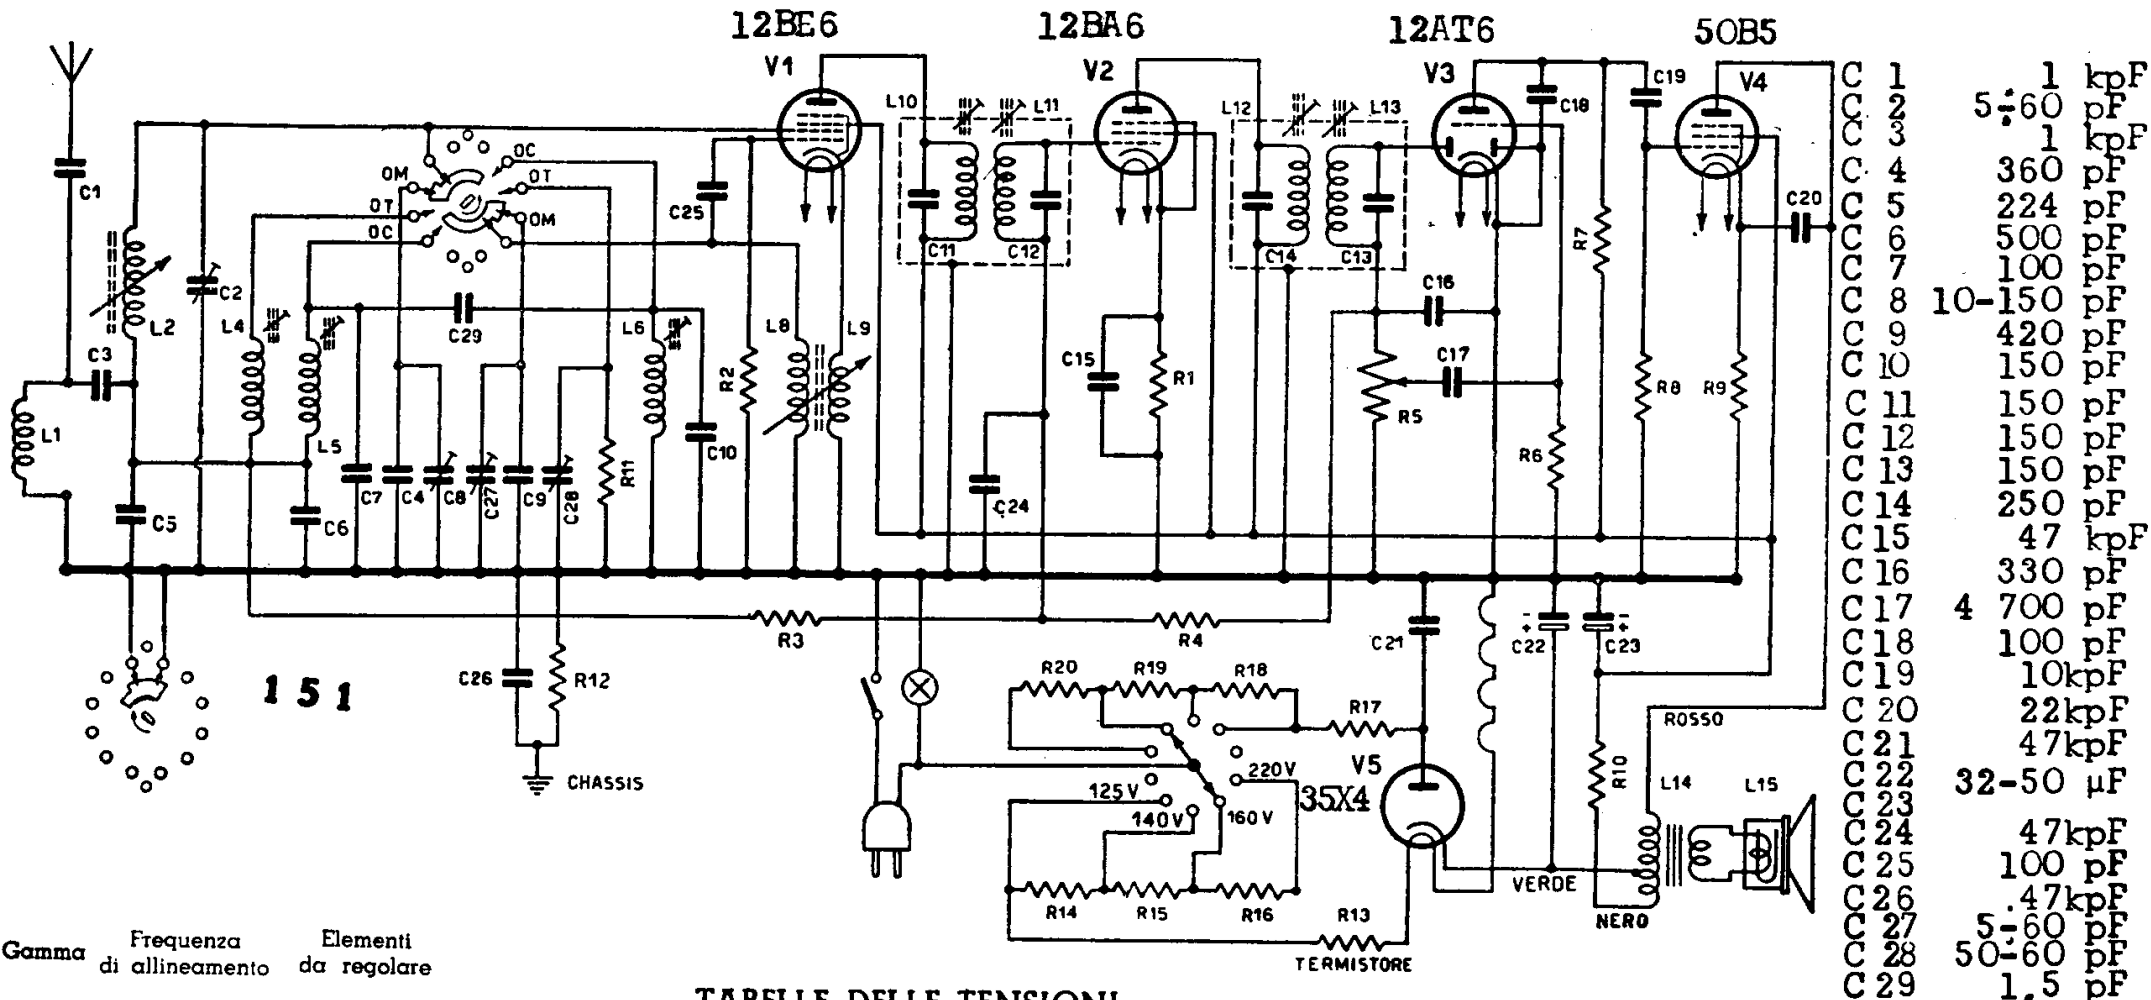 12BE6
12BA6
12AT6
50B5
V1
V2
V3
V4
C1
L2
C2
C3
L1
C5
L4
L5
C6
OM
OT
OC
OC
OT
OM
C29
C7
C4
C8
C27
C9
C28
R11
L6
C10
C25
R2
L8
L9
L10
L11
C11
C12
C15
R1
C24
L12
L13
C14
C13
C16
C17
R5
R6
C18
R7
C19
R8
R9
C20
R3
R4
C21
C22
- +
C23
- +
151
C26
R12
CHASSIS
R20
R19
R18
R17
125V
140V
160V
220V
R14
R15
R16
R13
TERMISTORE
V5
35X4
ROSSO
VERDE
NERO
R10
L14
L15
C 1 1 kpF
C 2 5÷60 pF
C 3 1 kpF
C 4 360 pF
C 5 224 pF
C 6 500 pF
C 7 100 pF
C 8 10-150 pF
C 9 420 pF
C 10 150 pF
C 11 150 pF
C 12 150 pF
C 13 150 pF
C 14 250 pF
C 15 47 kpF
C 16 330 pF
C 17 4 700 pF
C 18 100 pF
C 19 10kpF
C 20 22kpF
C 21 47kpF
C 22 32-50 µF
C 23
C 24 47kpF
C 25 100 pF
C 26 .47kpF
C 27 5-60 pF
C 28 50-60 pF
C 29 1,5 pF
Gamma
Frequenza di allineamento
Elementi da regolare
TABELLE DELLE TENSIONI